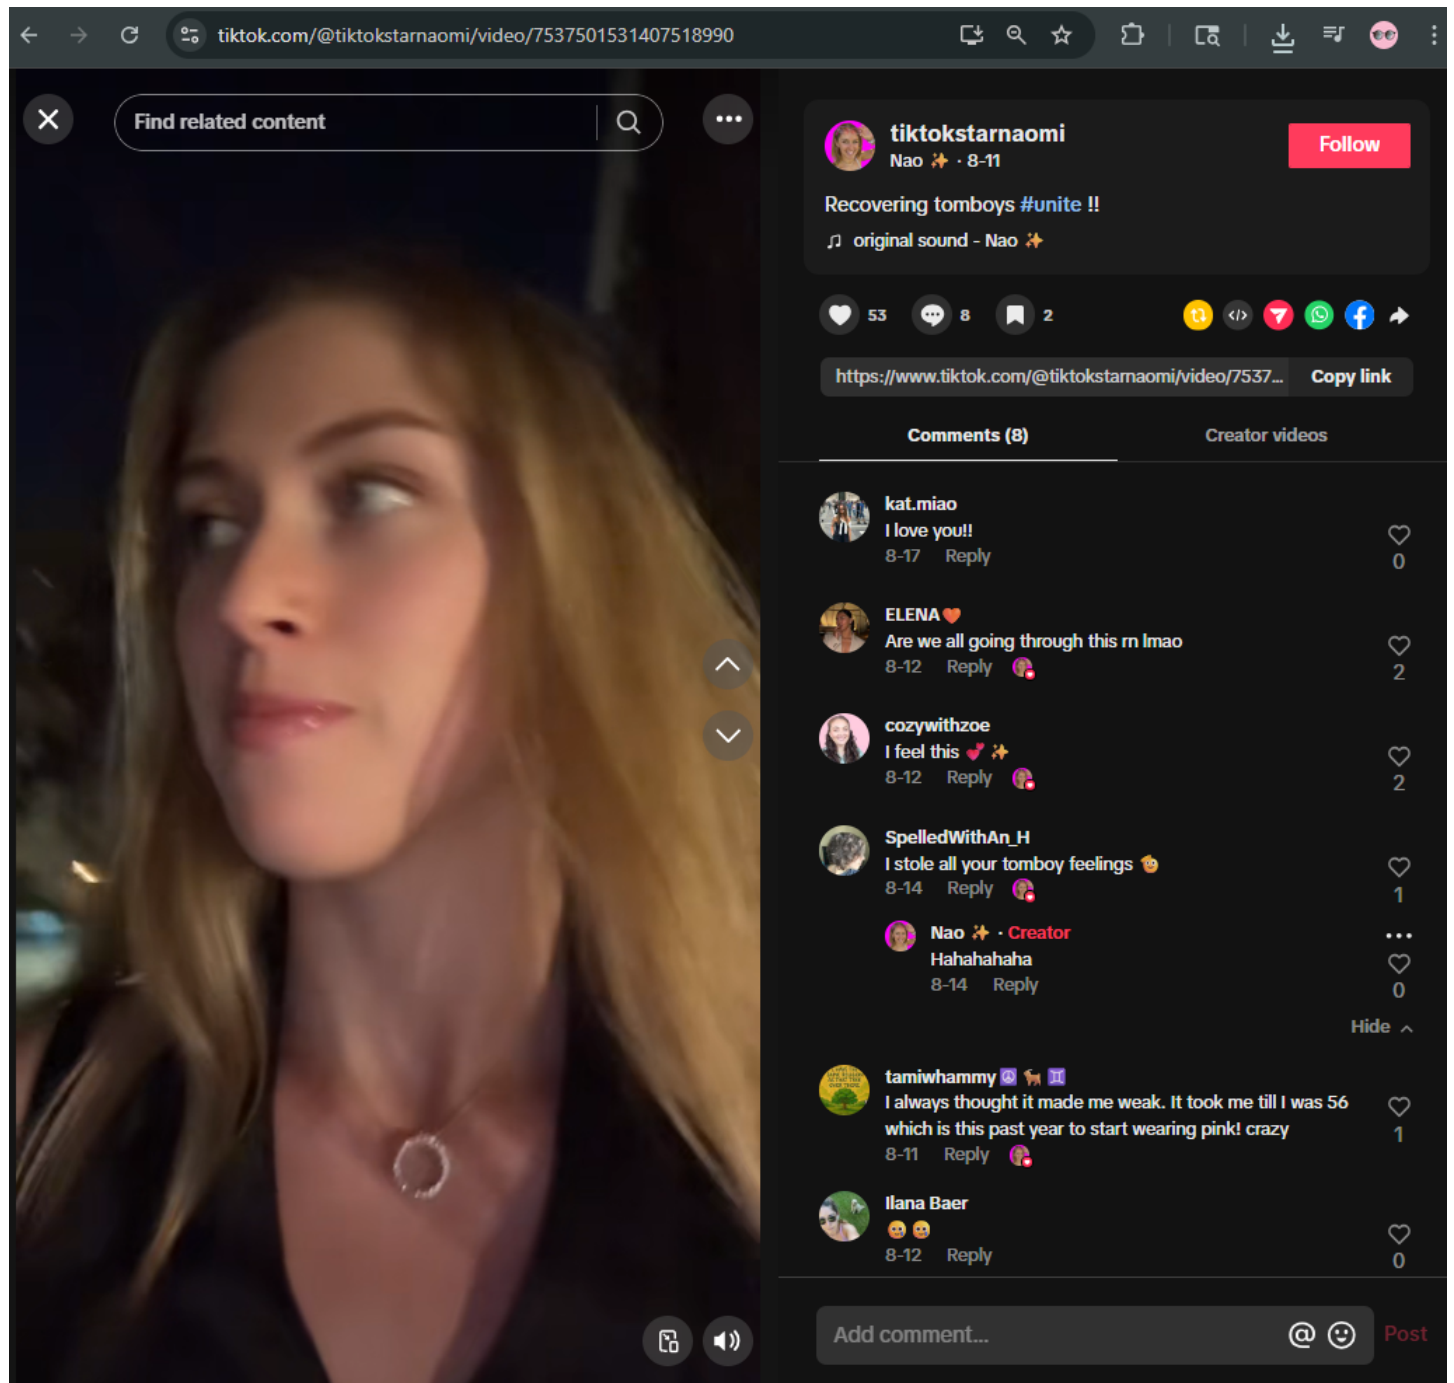 tiktok.com/@tiktokstarnaomi/video/7537501531407518990
Find related content
tiktokstarnaomi
Nao ✨ · 8-11
Follow
Recovering tomboys #unite !!
original sound - Nao ✨
53
8
2
https://www.tiktok.com/@tiktokstarnaomi/video/7537...
Copy link
Comments (8)
Creator videos
kat.miao
I love you!!
8-17 Reply
0
ELENA❤️
Are we all going through this rn lmao
8-12 Reply
2
cozywithzoe
I feel this 💕 ✨
8-12 Reply
2
SpelledWithAn_H
I stole all your tomboy feelings 🫡
8-14 Reply
1
Nao ✨ · Creator
Hahahahaha
8-14 Reply
0
Hide
tamiwhammy☮️ 🐐 ♊
I always thought it made me weak. It took me till I was 56
which is this past year to start wearing pink! crazy
8-11 Reply
1
Ilana Baer
🥲 🥲
8-12 Reply
0
Add comment...
@
Post